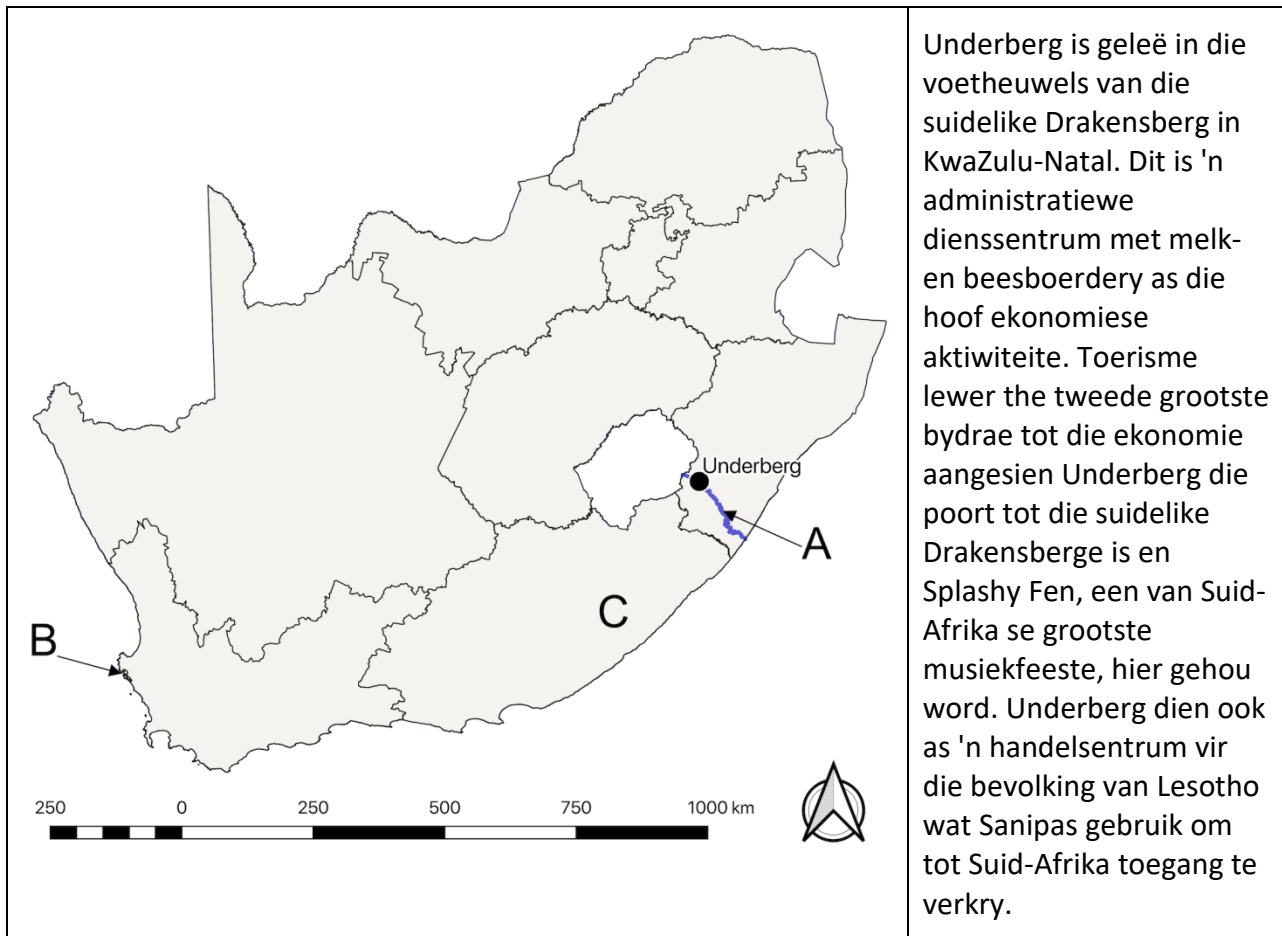 Underberg
A
B
C
250 0 250 500 750 1000 km
Underberg is geleë in die
voetheuwels van die
suidelike Drakensberg in
KwaZulu-Natal. Dit is 'n
administratiewe
dienssentrum met melk-
en beesboerdery as die
hoof ekonomiese
aktiwiteite. Toerisme
lewer the tweede grootste
bydrae tot die ekonomie
aangesien Underberg die
poort tot die suidelike
Drakensberge is en
Splashy Fen, een van Suid-
Afrika se grootste
musiekfeeste, hier gehou
word. Underberg dien ook
as 'n handelsentrum vir
die bevolking van Lesotho
wat Sanipas gebruik om
tot Suid-Afrika toegang te
verkry.